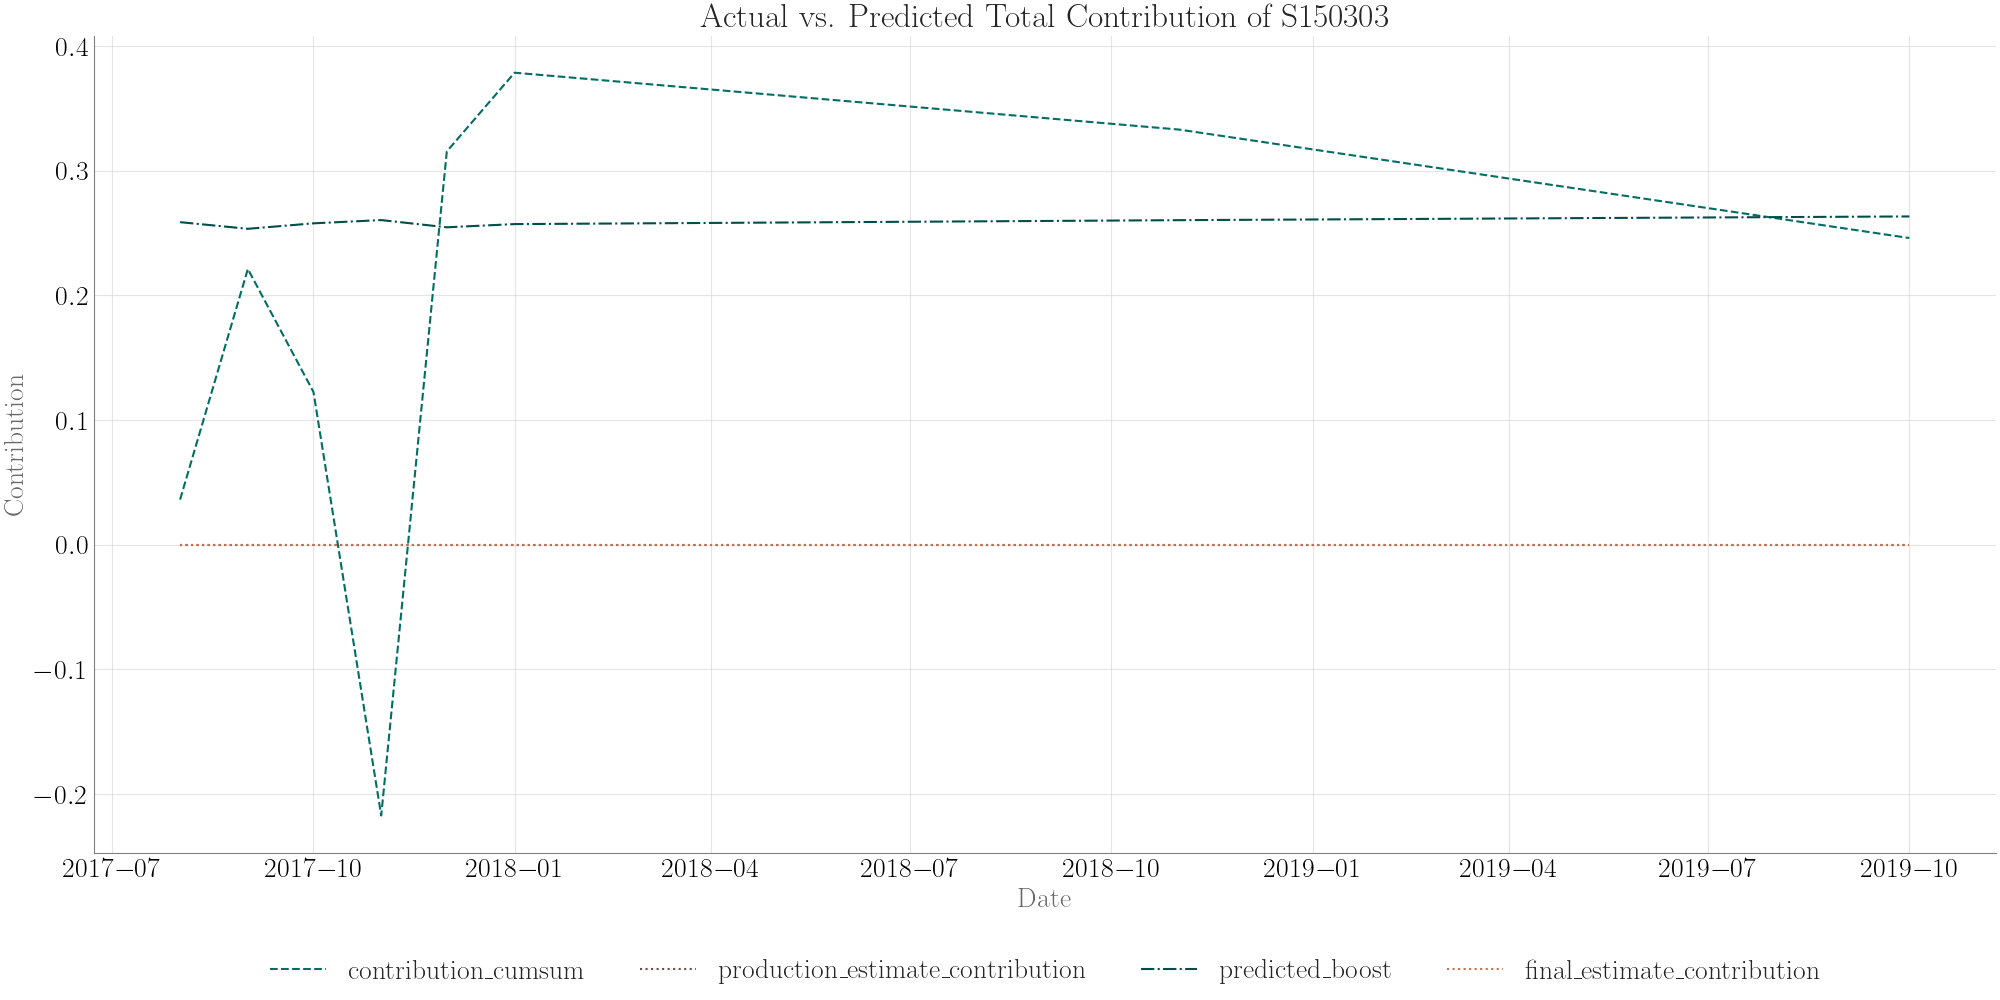 Actual vs. Predicted Total Contribution of S150303
Contribution
0.4
0.3
0.2
0.1
0.0
−0.1
−0.2
2017−07 2017−10 2018−01 2018−04 2018−07 2018−10 2019−01 2019−04 2019−07 2019−10
Date
contribution_cumsum production_estimate_contribution predicted_boost final_estimate_contribution